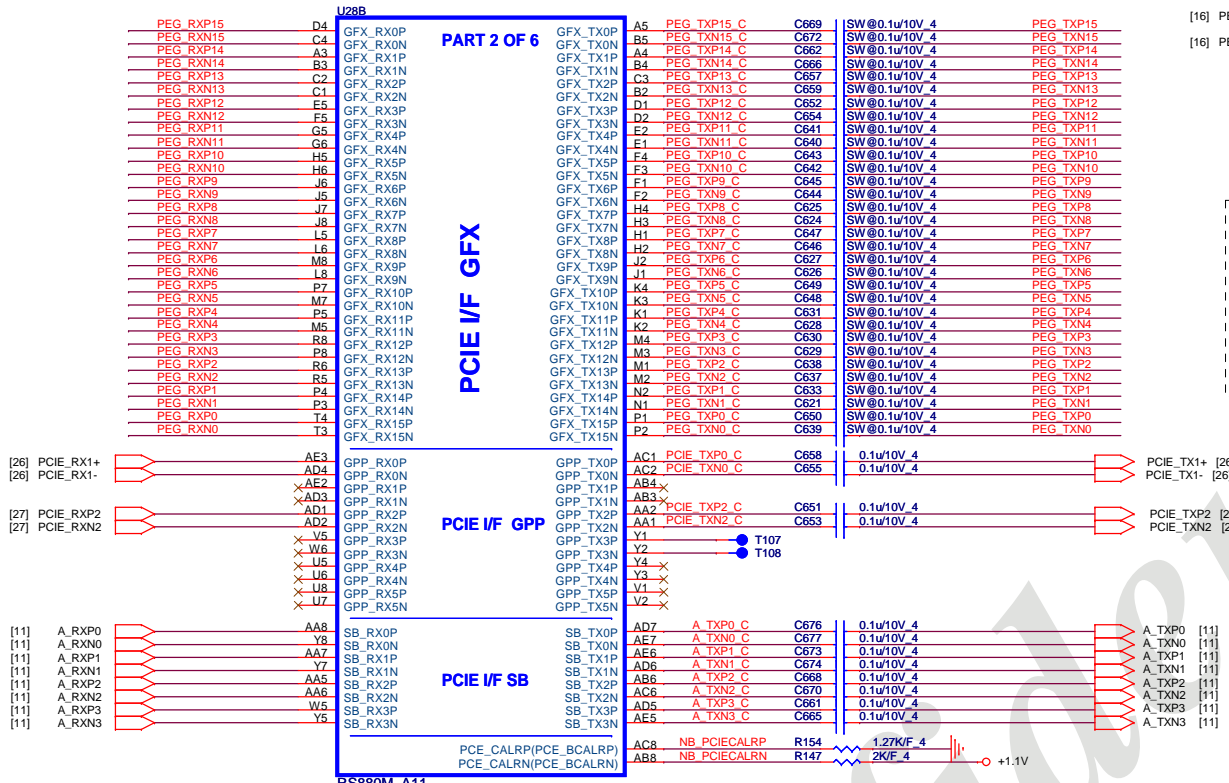 U28B
PART 2 OF 6
PEG_RXP15 D4 GFX_RX0P GFX_TX0P A5 PEG_TXP15_C C669 SW@0.1u/10V_4 PEG_TXP15 [16]
PEG_RXN15 C4 GFX_RX0N GFX_TX0N B5 PEG_TXN15_C C672 SW@0.1u/10V_4 PEG_TXN15
PEG_RXP14 A3 GFX_RX1P GFX_TX1P A4 PEG_TXP14_C C662 SW@0.1u/10V_4 PEG_TXP14 [16]
PEG_RXN14 B3 GFX_RX1N GFX_TX1N B4 PEG_TXN14_C C666 SW@0.1u/10V_4 PEG_TXN14
PEG_RXP13 C2 GFX_RX2P GFX_TX2P C3 PEG_TXP13_C C657 SW@0.1u/10V_4 PEG_TXP13
PEG_RXN13 C1 GFX_RX2N GFX_TX2N B2 PEG_TXN13_C C659 SW@0.1u/10V_4 PEG_TXN13
PEG_RXP12 E5 GFX_RX3P GFX_TX3P D1 PEG_TXP12_C C652 SW@0.1u/10V_4 PEG_TXP12
PEG_RXN12 F5 GFX_RX3N GFX_TX3N D2 PEG_TXN12_C C654 SW@0.1u/10V_4 PEG_TXN12
PEG_RXP11 G5 GFX_RX4P GFX_TX4P E2 PEG_TXP11_C C641 SW@0.1u/10V_4 PEG_TXP11
PEG_RXN11 G6 GFX_RX4N GFX_TX4N E1 PEG_TXN11_C C640 SW@0.1u/10V_4 PEG_TXN11
PEG_RXP10 H5 GFX_RX5P GFX_TX5P F4 PEG_TXP10_C C643 SW@0.1u/10V_4 PEG_TXP10
PEG_RXN10 H6 GFX_RX5N GFX_TX5N F3 PEG_TXN10_C C642 SW@0.1u/10V_4 PEG_TXN10
PEG_RXP9 J6 GFX_RX6P GFX_TX6P F1 PEG_TXP9_C C645 SW@0.1u/10V_4 PEG_TXP9
PEG_RXN9 J5 GFX_RX6N GFX_TX6N F2 PEG_TXN9_C C644 SW@0.1u/10V_4 PEG_TXN9
PEG_RXP8 J7 GFX_RX7P GFX_TX7P H4 PEG_TXP8_C C625 SW@0.1u/10V_4 PEG_TXP8
PEG_RXN8 J8 GFX_RX7N GFX_TX7N H3 PEG_TXN8_C C624 SW@0.1u/10V_4 PEG_TXN8
PEG_RXP7 L5 GFX_RX8P GFX_TX8P H1 PEG_TXP7_C C647 SW@0.1u/10V_4 PEG_TXP7
PEG_RXN7 L6 GFX_RX8N GFX_TX8N H2 PEG_TXN7_C C646 SW@0.1u/10V_4 PEG_TXN7
PEG_RXP6 M8 GFX_RX9P GFX_TX9P J2 PEG_TXP6_C C627 SW@0.1u/10V_4 PEG_TXP6
PEG_RXN6 L8 GFX_RX9N GFX_TX9N J1 PEG_TXN6_C C626 SW@0.1u/10V_4 PEG_TXN6
PEG_RXP5 P7 GFX_RX10P GFX_TX10P K4 PEG_TXP5_C C649 SW@0.1u/10V_4 PEG_TXP5
PEG_RXN5 M7 GFX_RX10N GFX_TX10N K3 PEG_TXN5_C C648 SW@0.1u/10V_4 PEG_TXN5
PEG_RXP4 P5 GFX_RX11P GFX_TX11P K1 PEG_TXP4_C C631 SW@0.1u/10V_4 PEG_TXP4
PEG_RXN4 M5 GFX_RX11N GFX_TX11N K2 PEG_TXN4_C C628 SW@0.1u/10V_4 PEG_TXN4
PEG_RXP3 R8 GFX_RX12P GFX_TX12P M4 PEG_TXP3_C C630 SW@0.1u/10V_4 PEG_TXP3
PEG_RXN3 P8 GFX_RX12N GFX_TX12N M3 PEG_TXN3_C C629 SW@0.1u/10V_4 PEG_TXN3
PEG_RXP2 R6 GFX_RX13P GFX_TX13P M1 PEG_TXP2_C C638 SW@0.1u/10V_4 PEG_TXP2
PEG_RXN2 R5 GFX_RX13N GFX_TX13N M2 PEG_TXN2_C C637 SW@0.1u/10V_4 PEG_TXN2
PEG_RXP1 P4 GFX_RX14P GFX_TX14P N2 PEG_TXP1_C C633 SW@0.1u/10V_4 PEG_TXP1
PEG_RXN1 P3 GFX_RX14N GFX_TX14N N1 PEG_TXN1_C C621 SW@0.1u/10V_4 PEG_TXN1
PEG_RXP0 T4 GFX_RX15P GFX_TX15P P1 PEG_TXP0_C C650 SW@0.1u/10V_4 PEG_TXP0
PEG_RXN0 T3 GFX_RX15N GFX_TX15N P2 PEG_TXN0_C C639 SW@0.1u/10V_4 PEG_TXN0
PCIE I/F GFX
[26] PCIE_RX1+ AE3 GPP_RX0P GPP_TX0P AC1 PCIE_TXP0_C C658 0.1u/10V_4 PCIE_TX1+
[26] PCIE_RX1- AD4 GPP_RX0N GPP_TX0N AC2 PCIE_TXN0_C C655 0.1u/10V_4 PCIE_TX1-
AE2 GPP_RX1P GPP_TX1P AB4
AD3 GPP_RX1N GPP_TX1N AB3
[27] PCIE_RXP2 AD1 GPP_RX2P GPP_TX2P AA2 PCIE_TXP2_C C651 0.1u/10V_4 PCIE_TXP2
[27] PCIE_RXN2 AD2 GPP_RX2N GPP_TX2N AA1 PCIE_TXN2_C C653 0.1u/10V_4 PCIE_TXN2
PCIE I/F GPP
V5 GPP_RX3P GPP_TX3P Y1 T107
W6 GPP_RX3N GPP_TX3N Y2 T108
U5 GPP_RX4P GPP_TX4P Y4
U6 GPP_RX4N GPP_TX4N Y3
U8 GPP_RX5P GPP_TX5P V1
U7 GPP_RX5N GPP_TX5N V2
[11] A_RXP0 AA8 SB_RX0P SB_TX0P AD7 A_TXP0_C C676 0.1u/10V_4 A_TXP0 [11]
[11] A_RXN0 Y8 SB_RX0N SB_TX0N AE7 A_TXN0_C C677 0.1u/10V_4 A_TXN0 [11]
[11] A_RXP1 AA7 SB_RX1P SB_TX1P AE6 A_TXP1_C C673 0.1u/10V_4 A_TXP1 [11]
[11] A_RXN1 Y7 SB_RX1N SB_TX1N AD6 A_TXN1_C C674 0.1u/10V_4 A_TXN1 [11]
[11] A_RXP2 AA5 SB_RX2P SB_TX2P AB6 A_TXP2_C C668 0.1u/10V_4 A_TXP2 [11]
[11] A_RXN2 AA6 SB_RX2N SB_TX2N AC6 A_TXN2_C C670 0.1u/10V_4 A_TXN2 [11]
[11] A_RXP3 W5 SB_RX3P SB_TX3P AD5 A_TXP3_C C661 0.1u/10V_4 A_TXP3 [11]
[11] A_RXN3 Y5 SB_RX3N SB_TX3N AE5 A_TXN3_C C665 0.1u/10V_4 A_TXN3 [11]
PCIE I/F SB
PCE_CALRP(PCE_BCALRP) AC8 NB_PCIECALRP R154 1.27K/F_4
PCE_CALRN(PCE_BCALRN) AB8 NB_PCIECALRN R147 2K/F_4 +1.1V
RS880M_A11